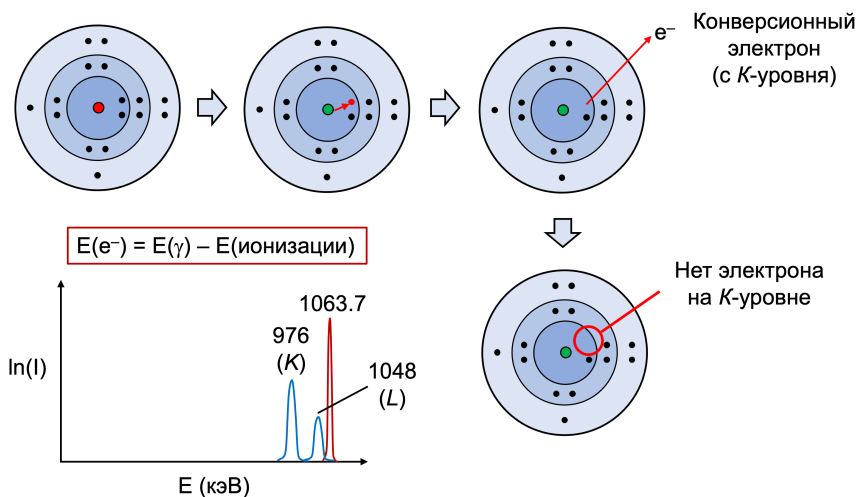 e⁻
Конверсионный
электрон
(с K-уровня)
E(e⁻) = E(γ) – E(ионизации)
Нет электрона
на K-уровне
1063.7
976
(K)
1048
(L)
ln(I)
E (кэВ)